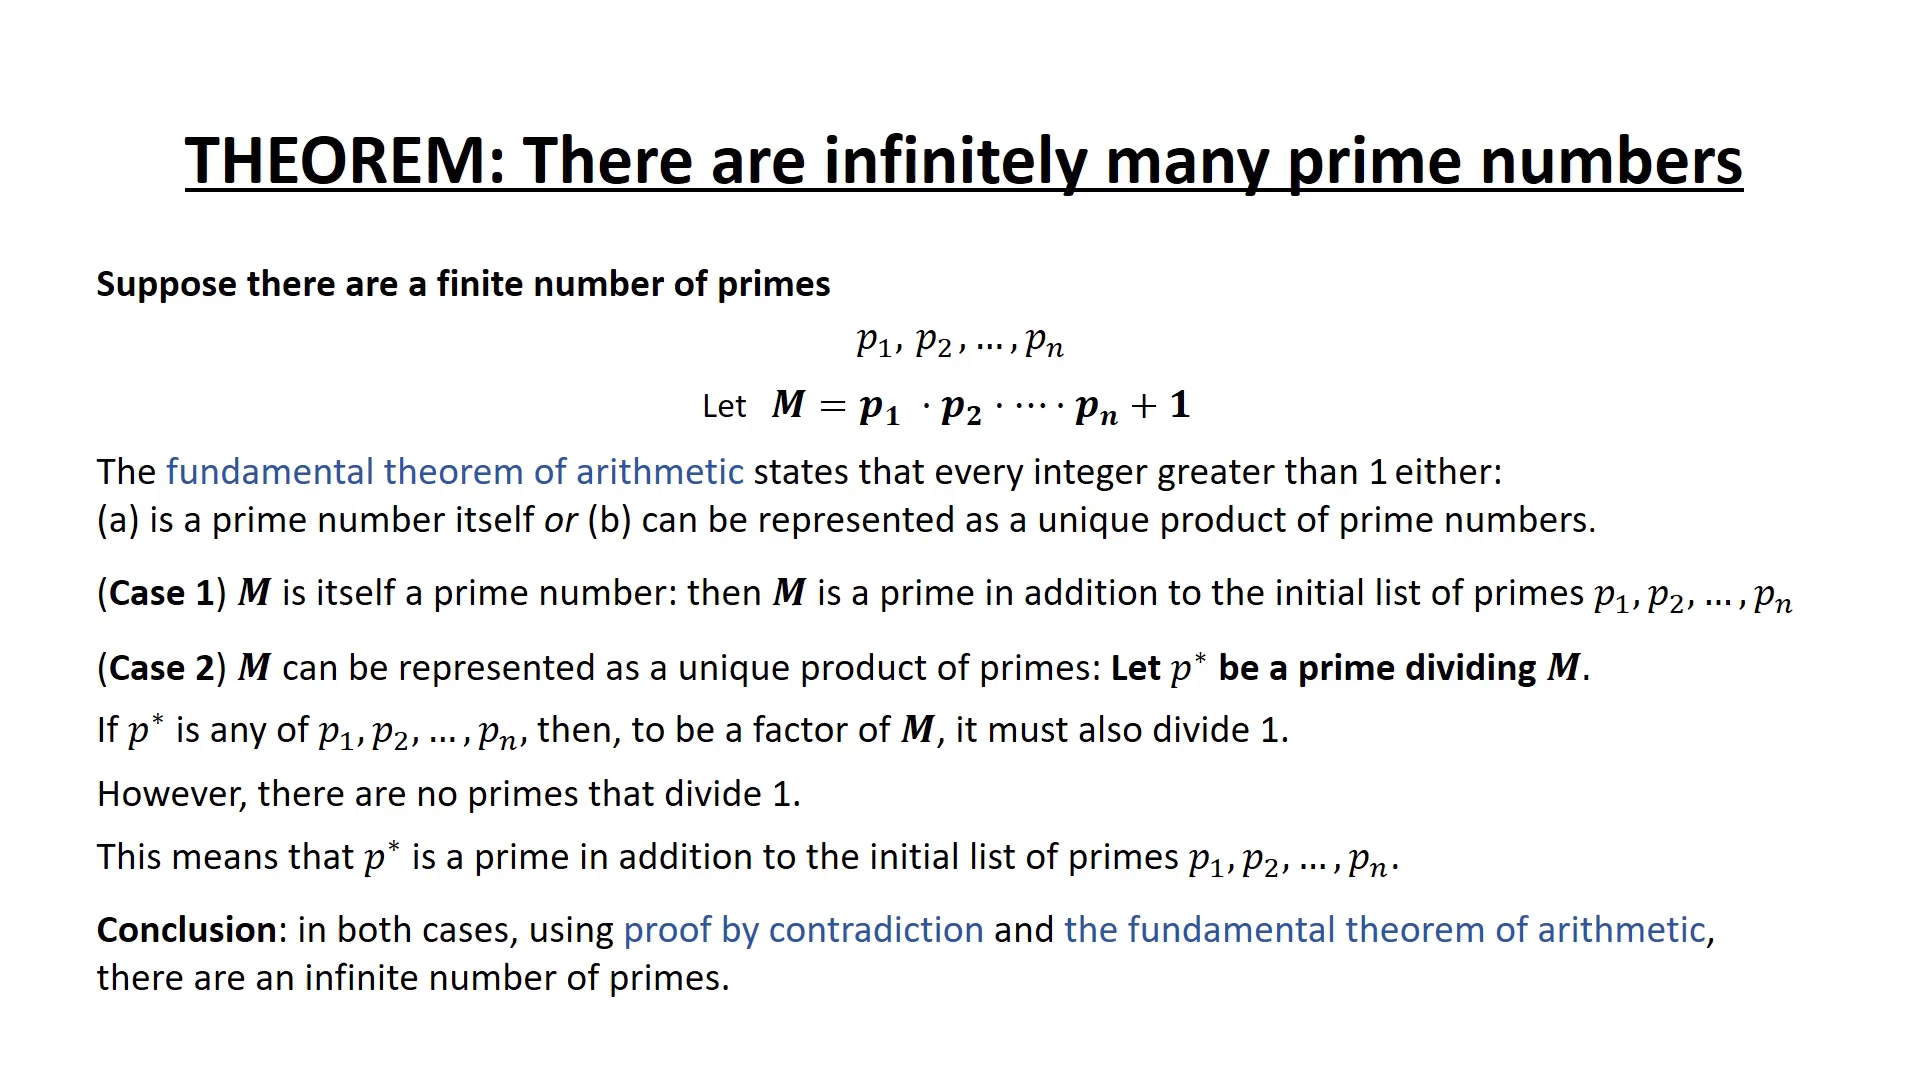 THEOREM: There are infinitely many prime numbers
Suppose there are a finite number of primes
p₁, p₂, … , pₙ
Let M = p₁ · p₂ · ⋯ · pₙ + 1
The fundamental theorem of arithmetic states that every integer greater than 1 either:
(a) is a prime number itself or (b) can be represented as a unique product of prime numbers.
(Case 1) M is itself a prime number: then M is a prime in addition to the initial list of primes p₁, p₂, … , pₙ
(Case 2) M can be represented as a unique product of primes: Let p* be a prime dividing M.
If p* is any of p₁, p₂, … , pₙ, then, to be a factor of M, it must also divide 1.
However, there are no primes that divide 1.
This means that p* is a prime in addition to the initial list of primes p₁, p₂, … , pₙ.
Conclusion: in both cases, using proof by contradiction and the fundamental theorem of arithmetic,
there are an infinite number of primes.